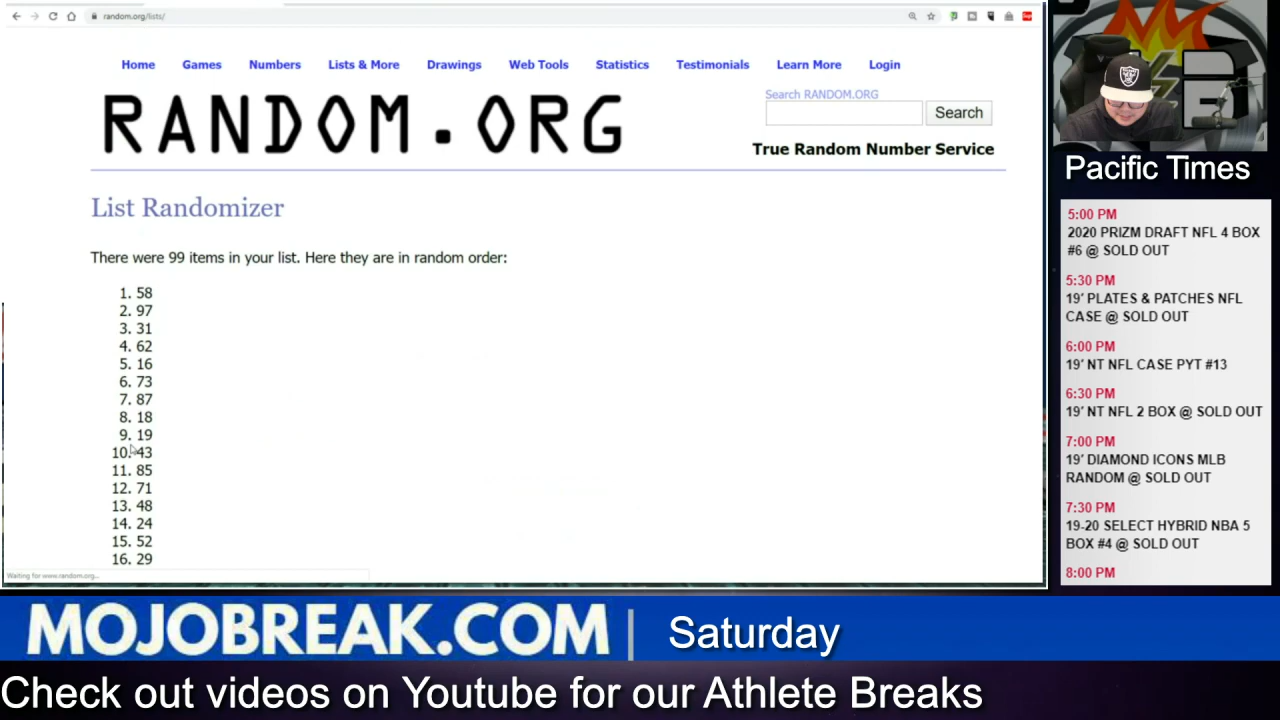 random.org/lists/
Home Games Numbers Lists & More Drawings Web Tools Statistics Testimonials Learn More Login
RANDOM.ORG
Search RANDOM.ORG
Search
True Random Number Service
List Randomizer
There were 99 items in your list. Here they are in random order:
1. 58
2. 97
3. 31
4. 62
5. 16
6. 73
7. 87
8. 18
9. 19
10. 43
11. 85
12. 71
13. 48
14. 24
15. 52
16. 29
Waiting for www.random.org...
Pacific Times
5:00 PM
2020 PRIZM DRAFT NFL 4 BOX
#6 @ SOLD OUT
5:30 PM
19' PLATES & PATCHES NFL
CASE @ SOLD OUT
6:00 PM
19' NT NFL CASE PYT #13
6:30 PM
19' NT NFL 2 BOX @ SOLD OUT
7:00 PM
19' DIAMOND ICONS MLB
RANDOM @ SOLD OUT
7:30 PM
19-20 SELECT HYBRID NBA 5
BOX #4 @ SOLD OUT
8:00 PM
MOJOBREAK.COM | Saturday
Check out videos on Youtube for our Athlete Breaks